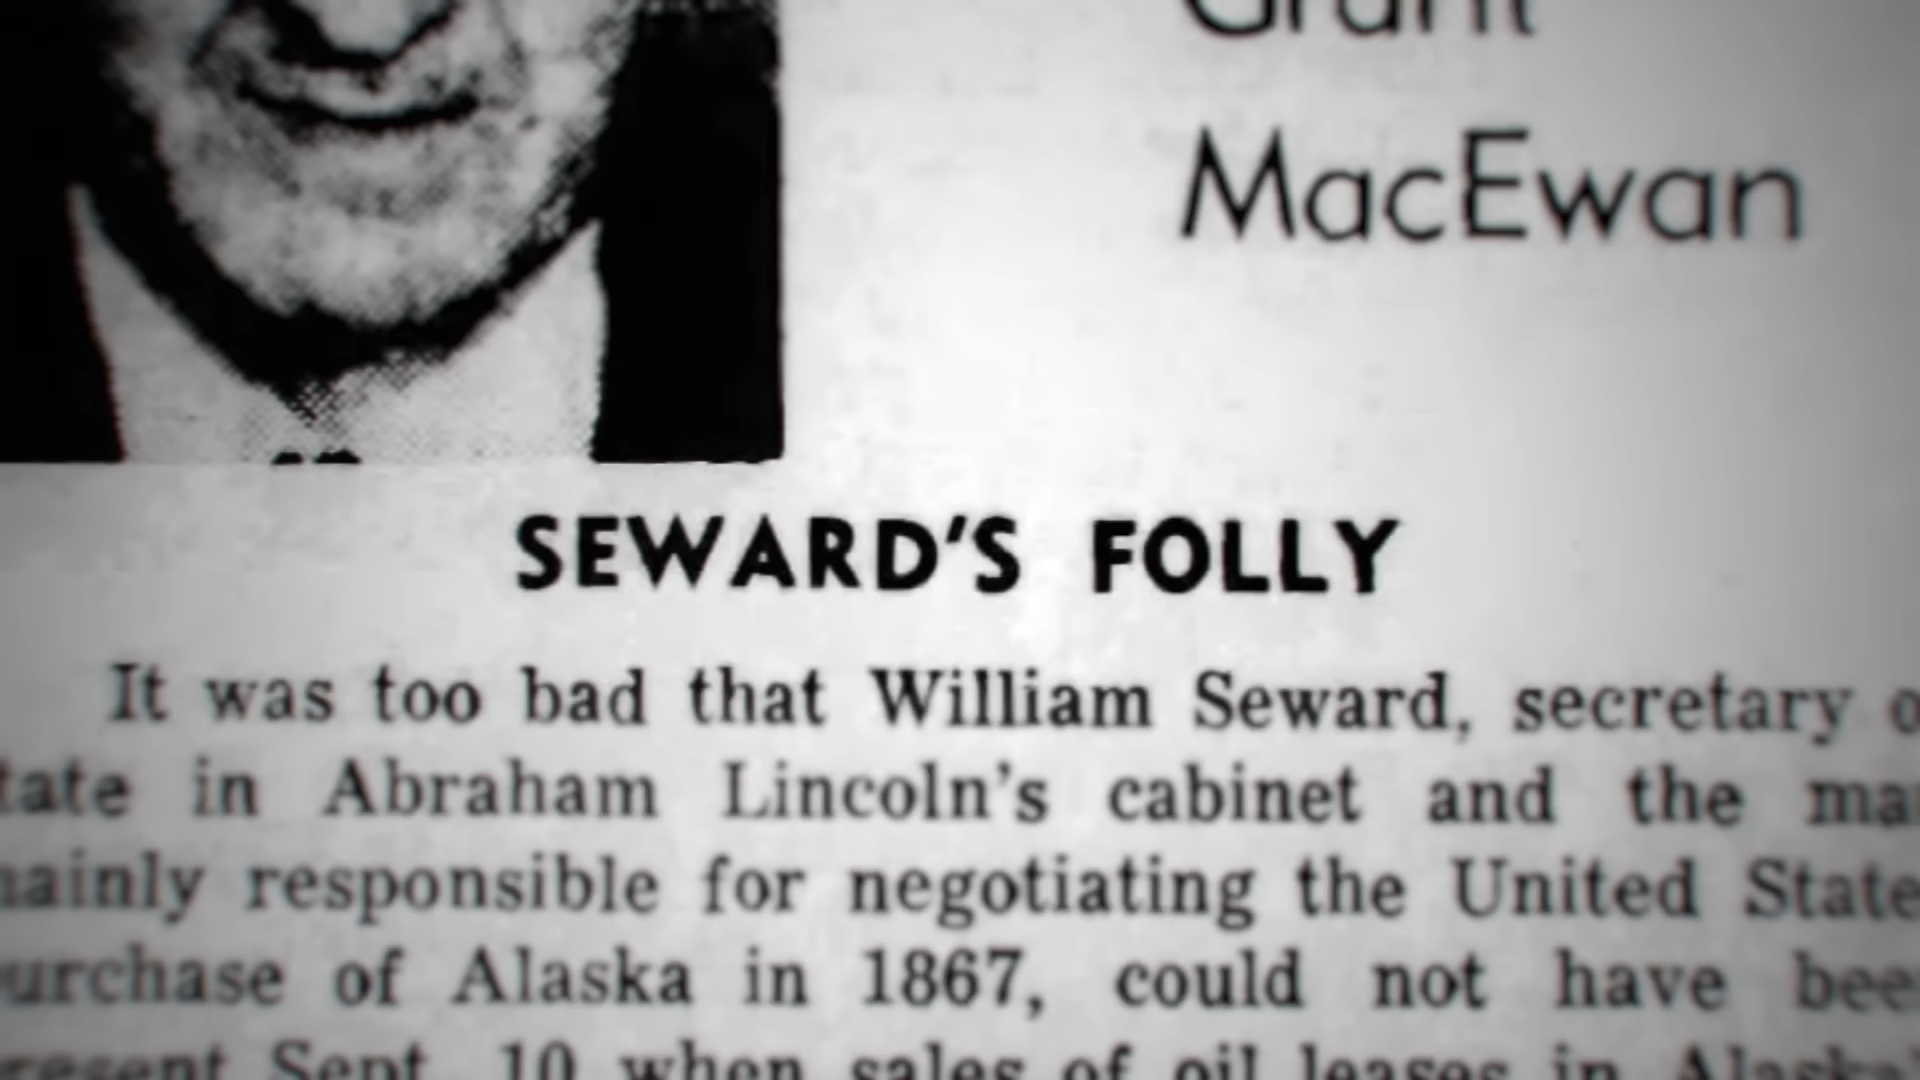 Grant
MacEwan
SEWARD'S FOLLY
It was too bad that William Seward, secretary o
tate in Abraham Lincoln's cabinet and the ma
ainly responsible for negotiating the United State
urchase of Alaska in 1867, could not have bee
resent Sept. 10 when sales of oil leases in Alaska'